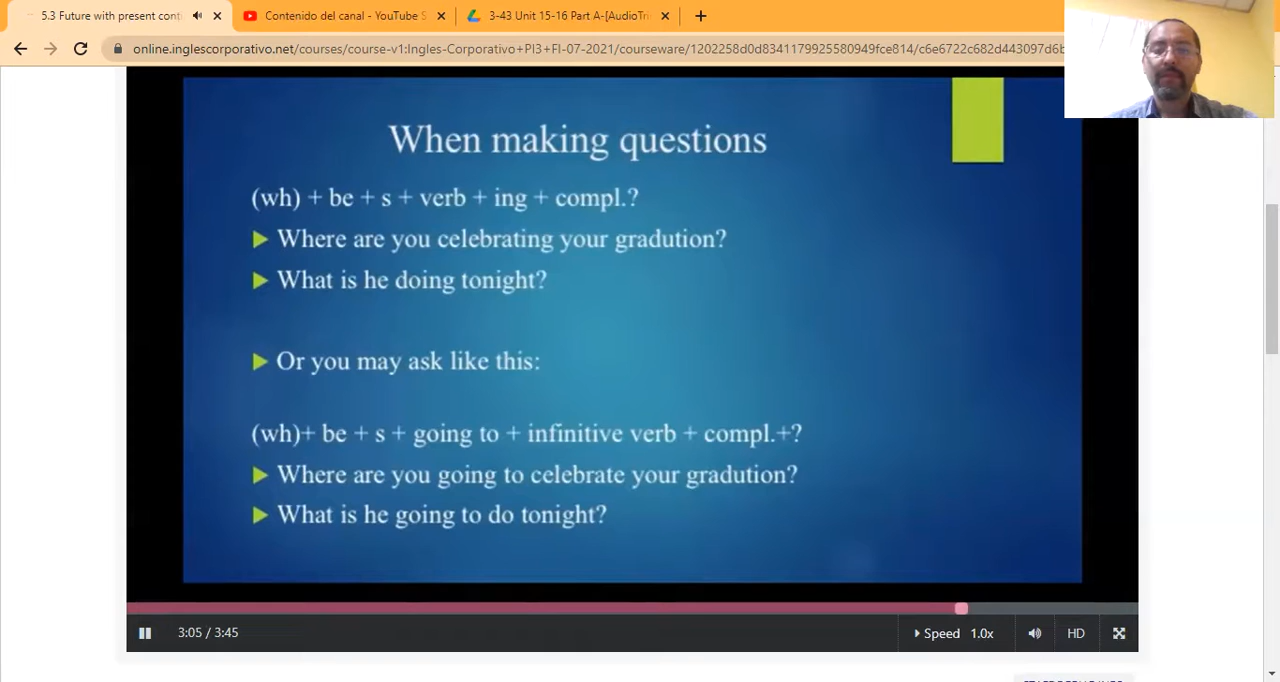 5.3 Future with present cont
Contenido del canal - YouTube S
3-43 Unit 15-16 Part A-[AudioTri
online.inglescorporativo.net/courses/course-v1:Ingles-Corporativo+PI3+FI-07-2021/courseware/1202258d0d8341179925580949fce814/c6e6722c682d443097d6b
When making questions
(wh) + be + s + verb + ing + compl.?
Where are you celebrating your gradution?
What is he doing tonight?
Or you may ask like this:
(wh)+ be + s + going to + infinitive verb + compl.+?
Where are you going to celebrate your gradution?
What is he going to do tonight?
3:05 / 3:45
Speed 1.0x
HD